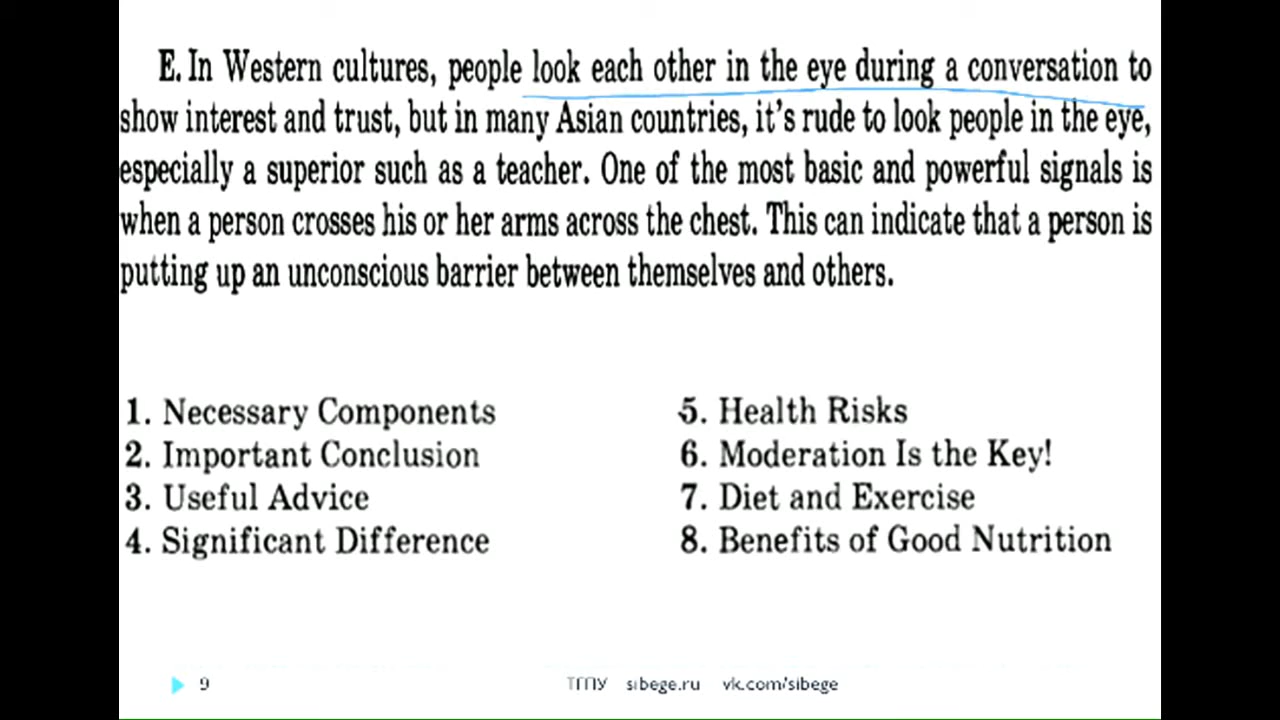 E. In Western cultures, people look each other in the eye during a conversation to
show interest and trust, but in many Asian countries, it's rude to look people in the eye,
especially a superior such as a teacher. One of the most basic and powerful signals is
when a person crosses his or her arms across the chest. This can indicate that a person is
putting up an unconscious barrier between themselves and others.
1. Necessary Components
2. Important Conclusion
3. Useful Advice
4. Significant Difference
5. Health Risks
6. Moderation Is the Key!
7. Diet and Exercise
8. Benefits of Good Nutrition
9 ТГПУ sibege.ru vk.com/sibege